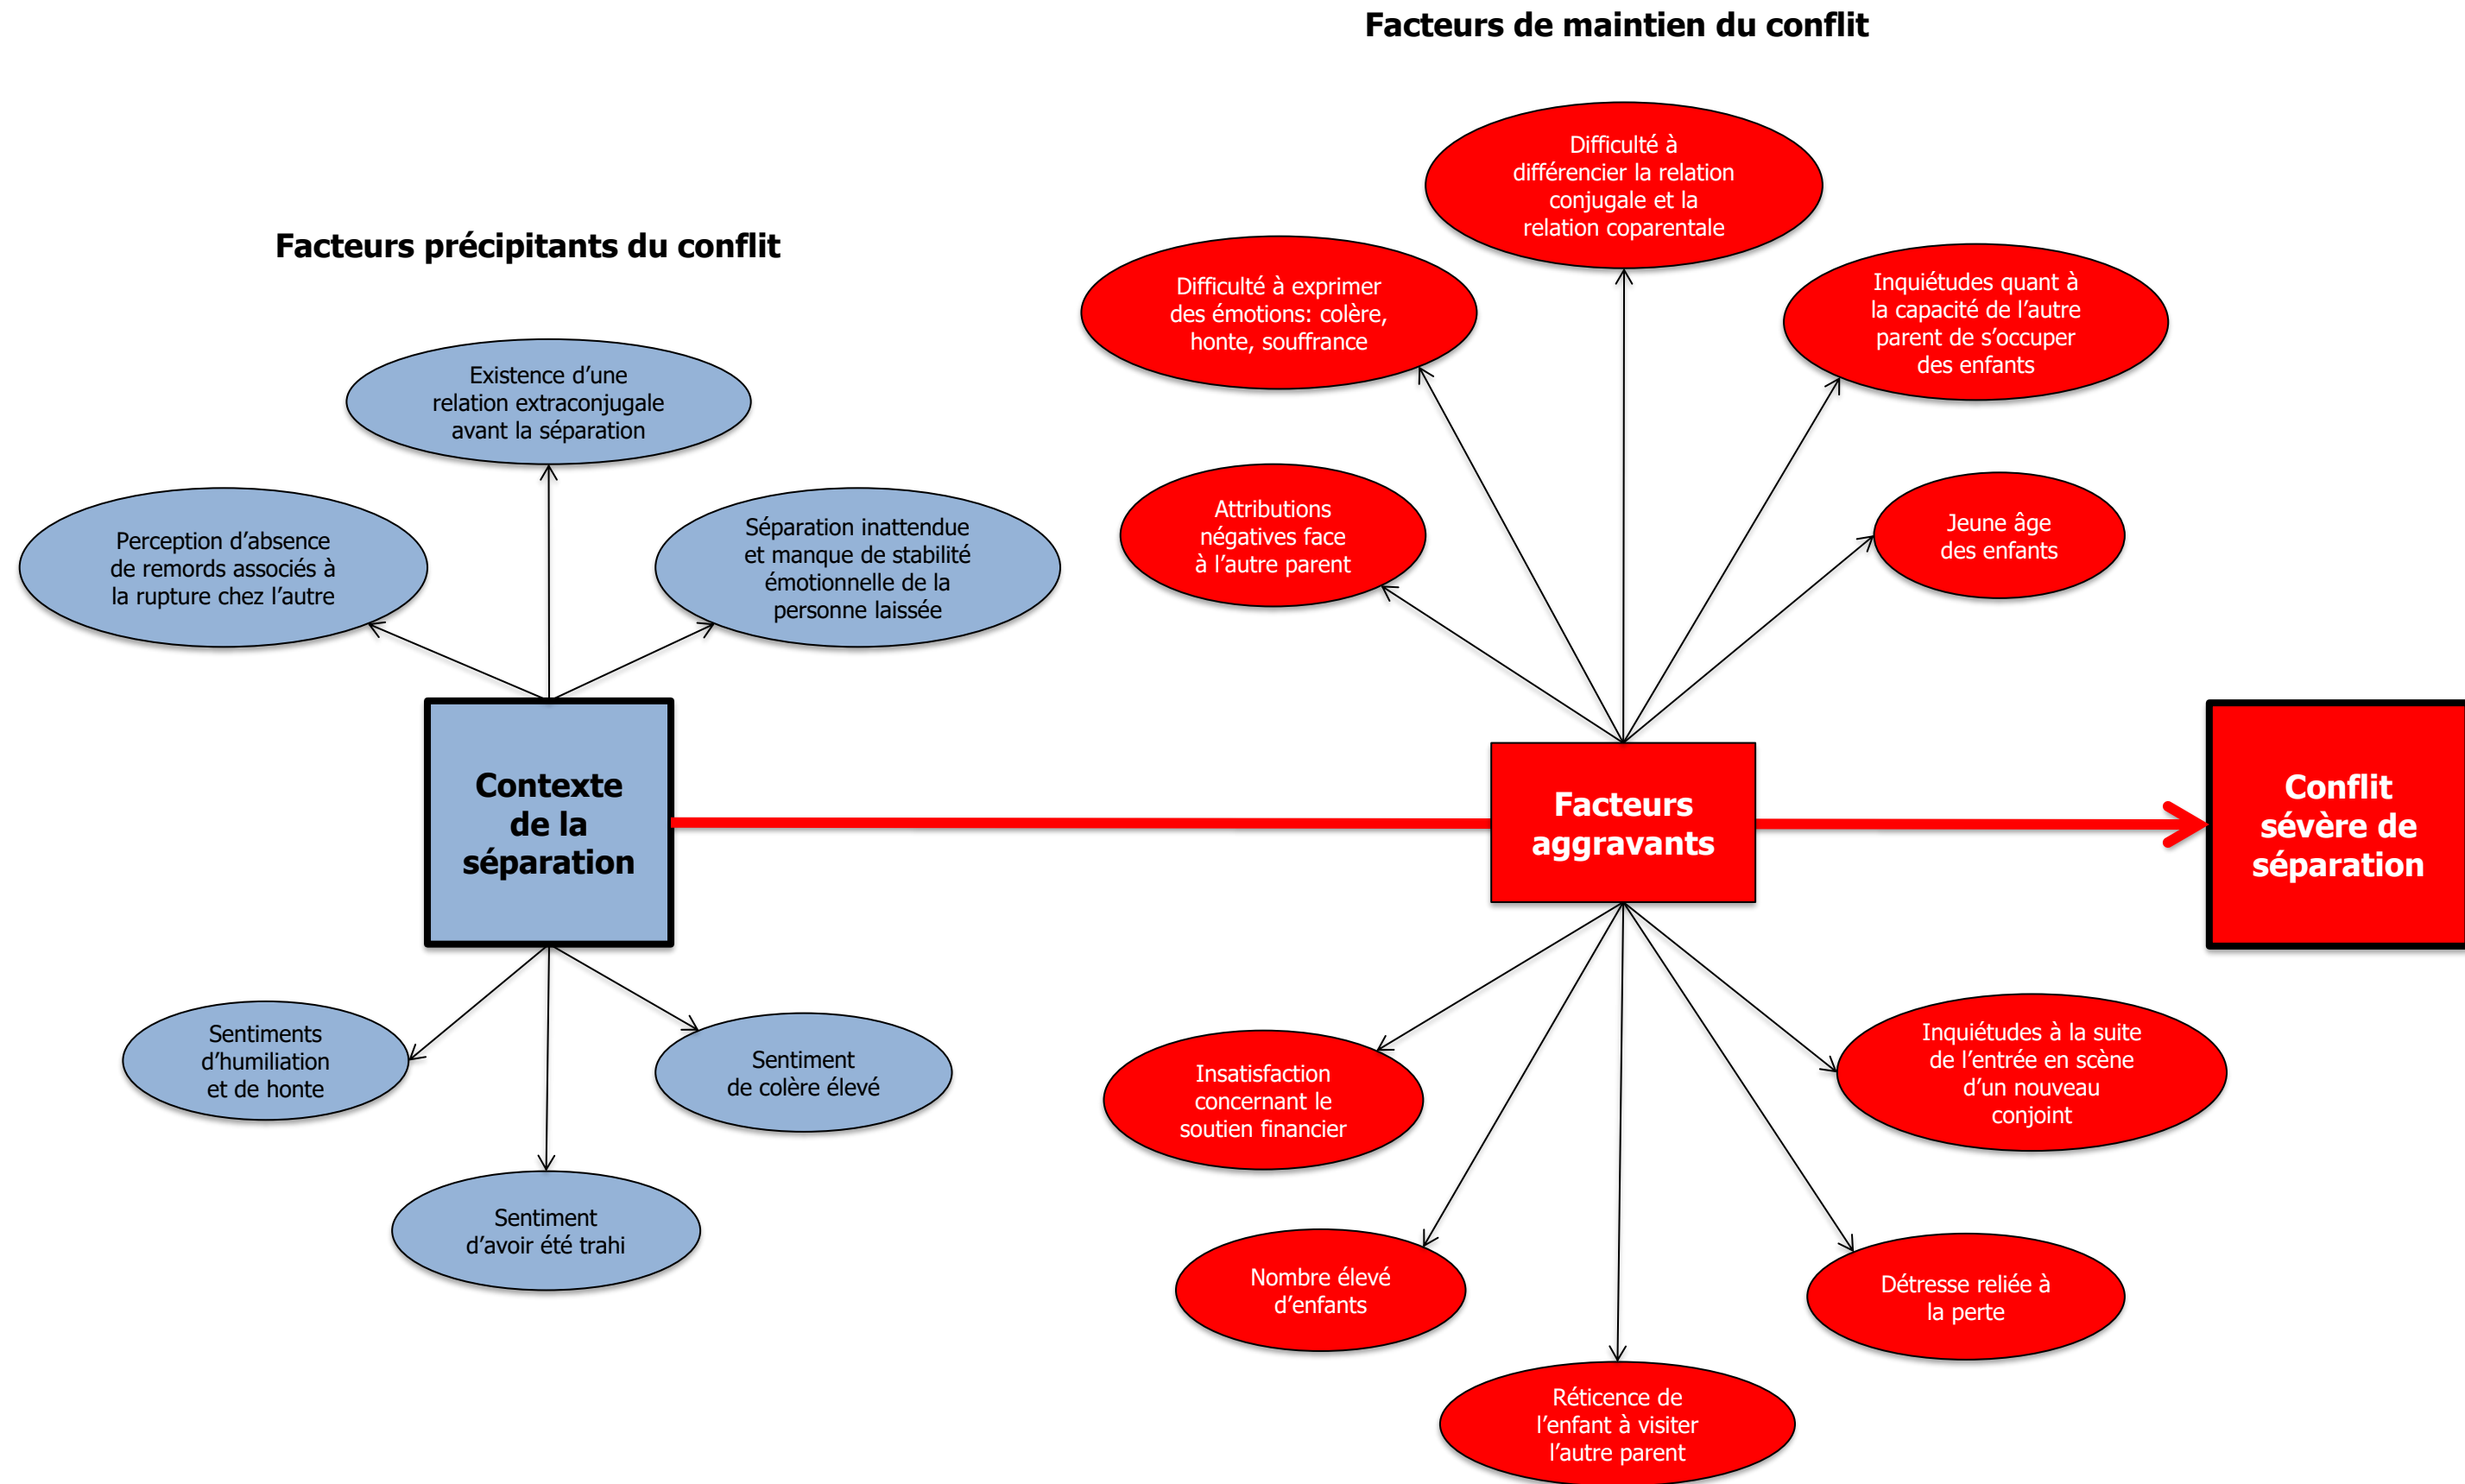 Facteurs de maintien du conflit
Facteurs précipitants du conflit
Existence d’une
relation extraconjugale
avant la séparation
Perception d’absence
de remords associés à
la rupture chez l’autre
Séparation inattendue
et manque de stabilité
émotionnelle de la
personne laissée
Contexte
de la
séparation
Sentiments
d’humiliation
et de honte
Sentiment
de colère élevé
Sentiment
d’avoir été trahi
Difficulté à
différencier la relation
conjugale et la
relation coparentale
Difficulté à exprimer
des émotions: colère,
honte, souffrance
Inquiétudes quant à
la capacité de l’autre
parent de s’occuper
des enfants
Attributions
négatives face
à l’autre parent
Jeune âge
des enfants
Facteurs
aggravants
Conflit
sévère de
séparation
Insatisfaction
concernant le
soutien financier
Inquiétudes à la suite
de l’entrée en scène
d’un nouveau
conjoint
Nombre élevé
d’enfants
Détresse reliée à
la perte
Réticence de
l’enfant à visiter
l’autre parent